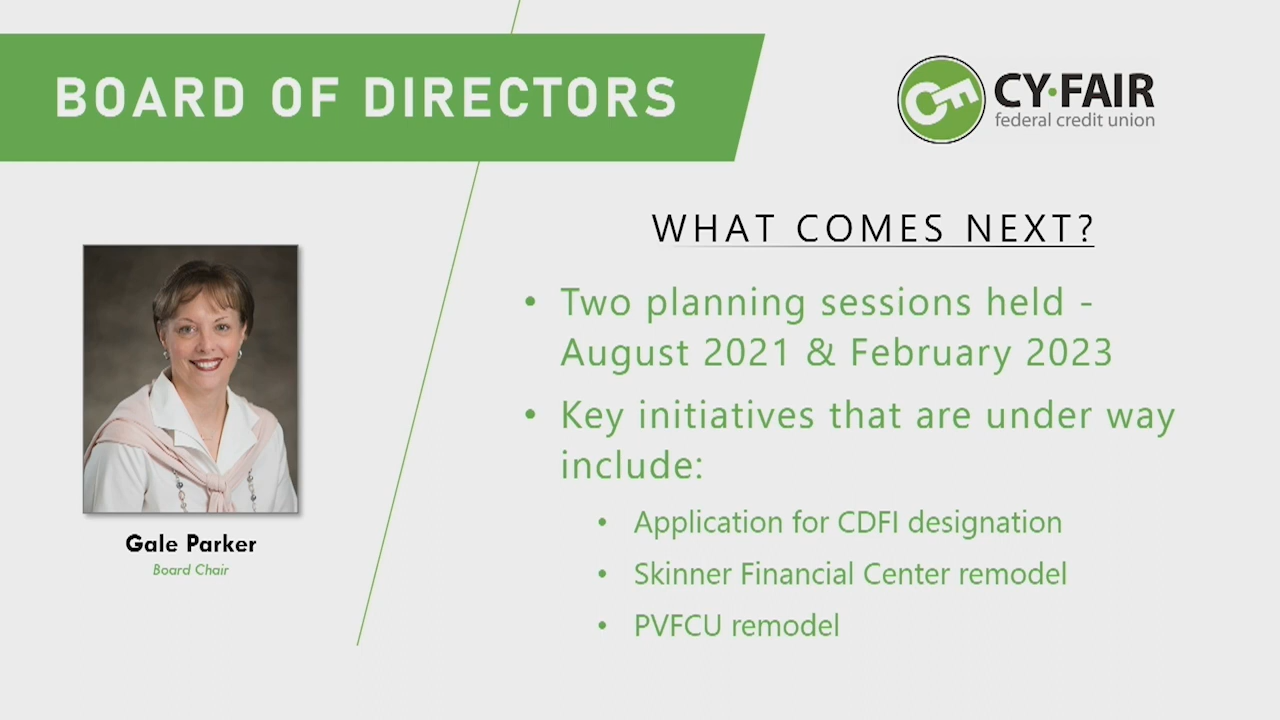 BOARD OF DIRECTORS
CY·FAIR
federal credit union
WHAT COMES NEXT?
• Two planning sessions held -
August 2021 & February 2023
• Key initiatives that are under way
include:
• Application for CDFI designation
• Skinner Financial Center remodel
• PVFCU remodel
Gale Parker
Board Chair